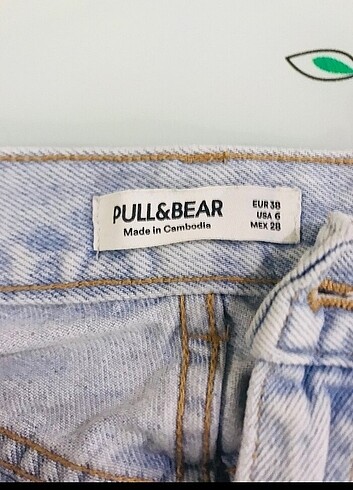 PULL&BEAR
Made in Cambodia
EUR 38
USA 6
MEX 28